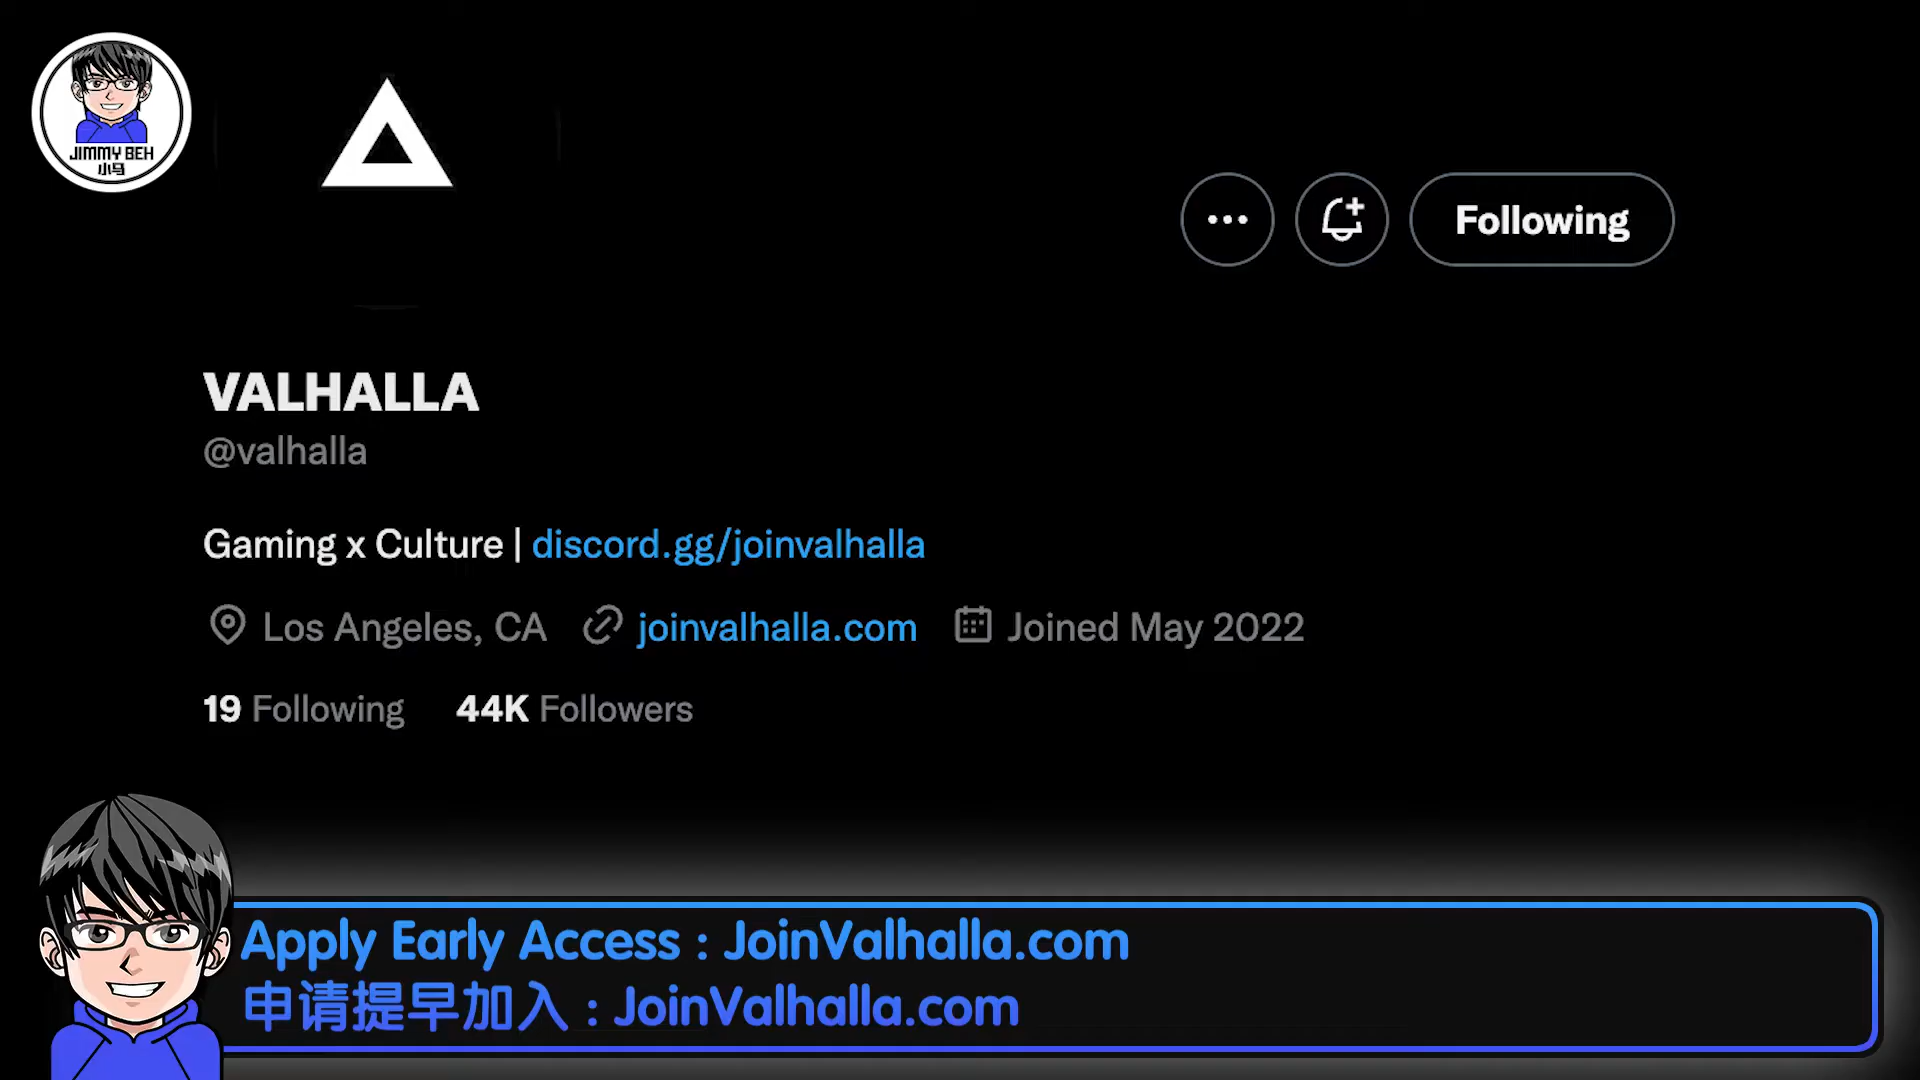 JIMMY BEH
小马
Following
VALHALLA
@valhalla
Gaming x Culture | discord.gg/joinvalhalla
Los Angeles, CA joinvalhalla.com Joined May 2022
19 Following 44K Followers
Apply Early Access : JoinValhalla.com
申请提早加入 : JoinValhalla.com